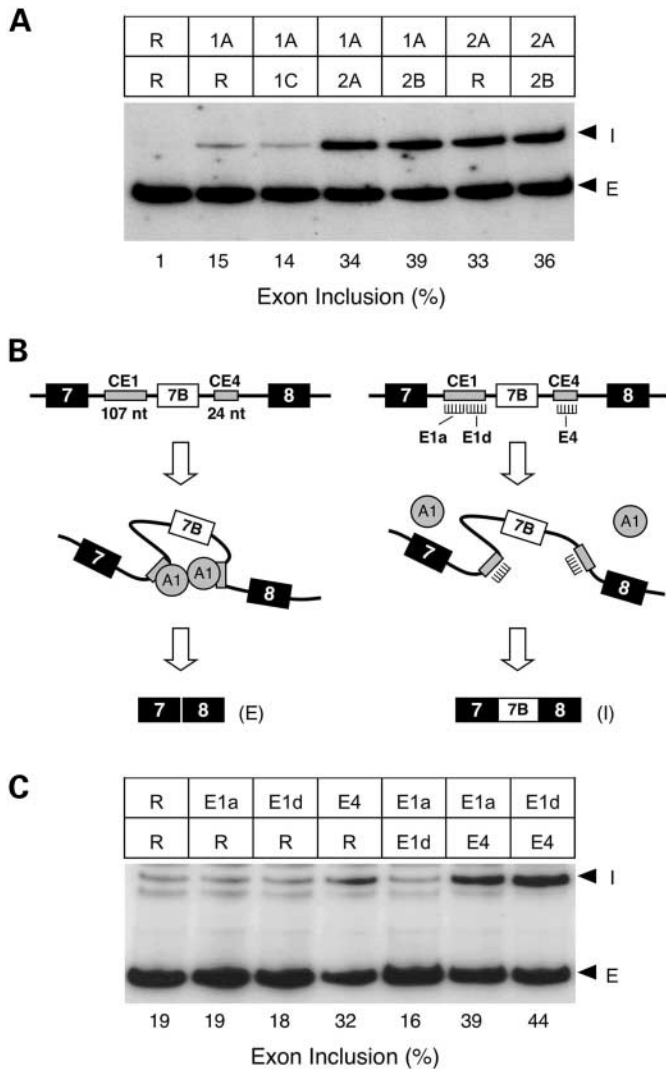 A
R 1A 1A 1A 1A 2A 2A
R R 1C 2A 2B R 2B
I
E
1 15 14 34 39 33 36
Exon Inclusion (%)
B
7 CE1 7B CE4 8
107 nt 24 nt
7 CE1 7B CE4 8
E1a E1d E4
7 7B A1 A1 8
A1 7 7B A1 8
7 8 (E)
7 7B 8 (I)
C
R E1a E1d E4 E1a E1a E1d
R R R R E1d E4 E4
I
E
19 19 18 32 16 39 44
Exon Inclusion (%)